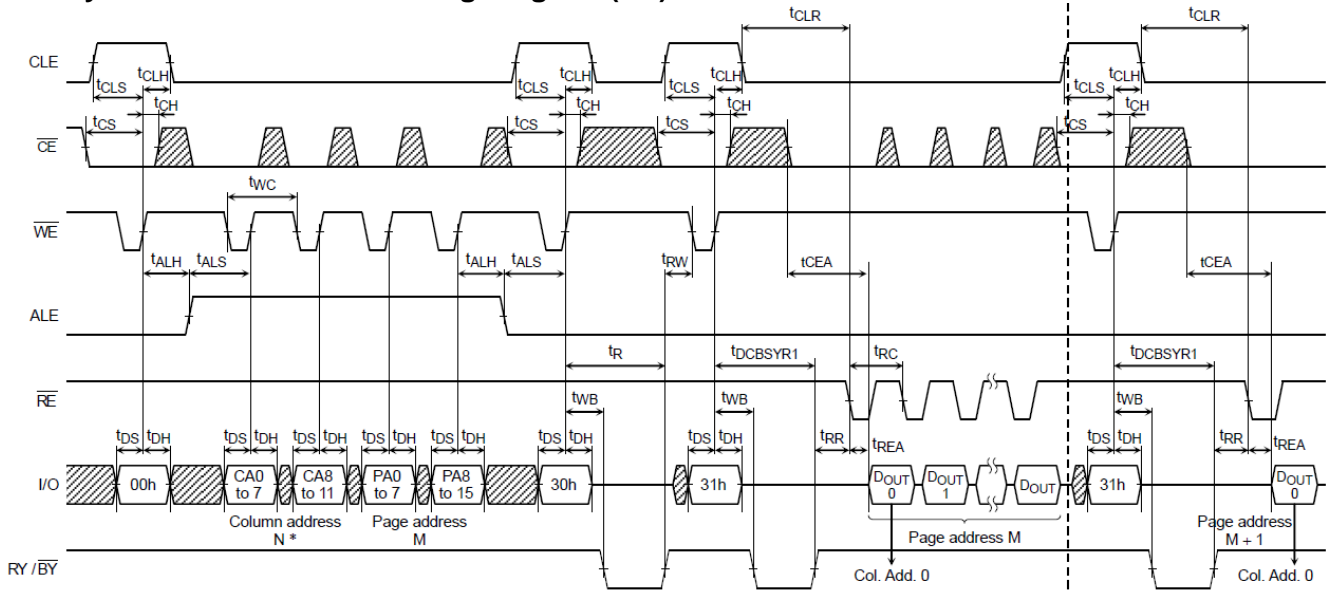 tCLR
tCLR
CLE
tCLS
tCLH
tCLS
tCLH
tCLS
tCLH
tCLS
tCLH
tCS
tCH
tCS
tCS
tCH
tCS
tCH
CE
tWC
WE
tALH
tALS
tALH
tALS
tRW
tCEA
tCEA
ALE
tR
tDCBSYR1
tRC
tDCBSYR1
RE
tWB
tWB
tWB
tDS
tDH
tDS
tDH
tDS
tDH
tDS
tDH
tDS
tDH
tDS
tDH
tDS
tDH
tRR
tREA
tDS
tDH
tRR
tREA
I/O
00h
CA0 to 7
CA8 to 11
PA0 to 7
PA8 to 15
30h
31h
DOUT 0
DOUT 1
DOUT
31h
DOUT 0
Column address
N *
Page address
M
Page address M
Page address
M + 1
RY /BY
Col. Add. 0
Col. Add. 0